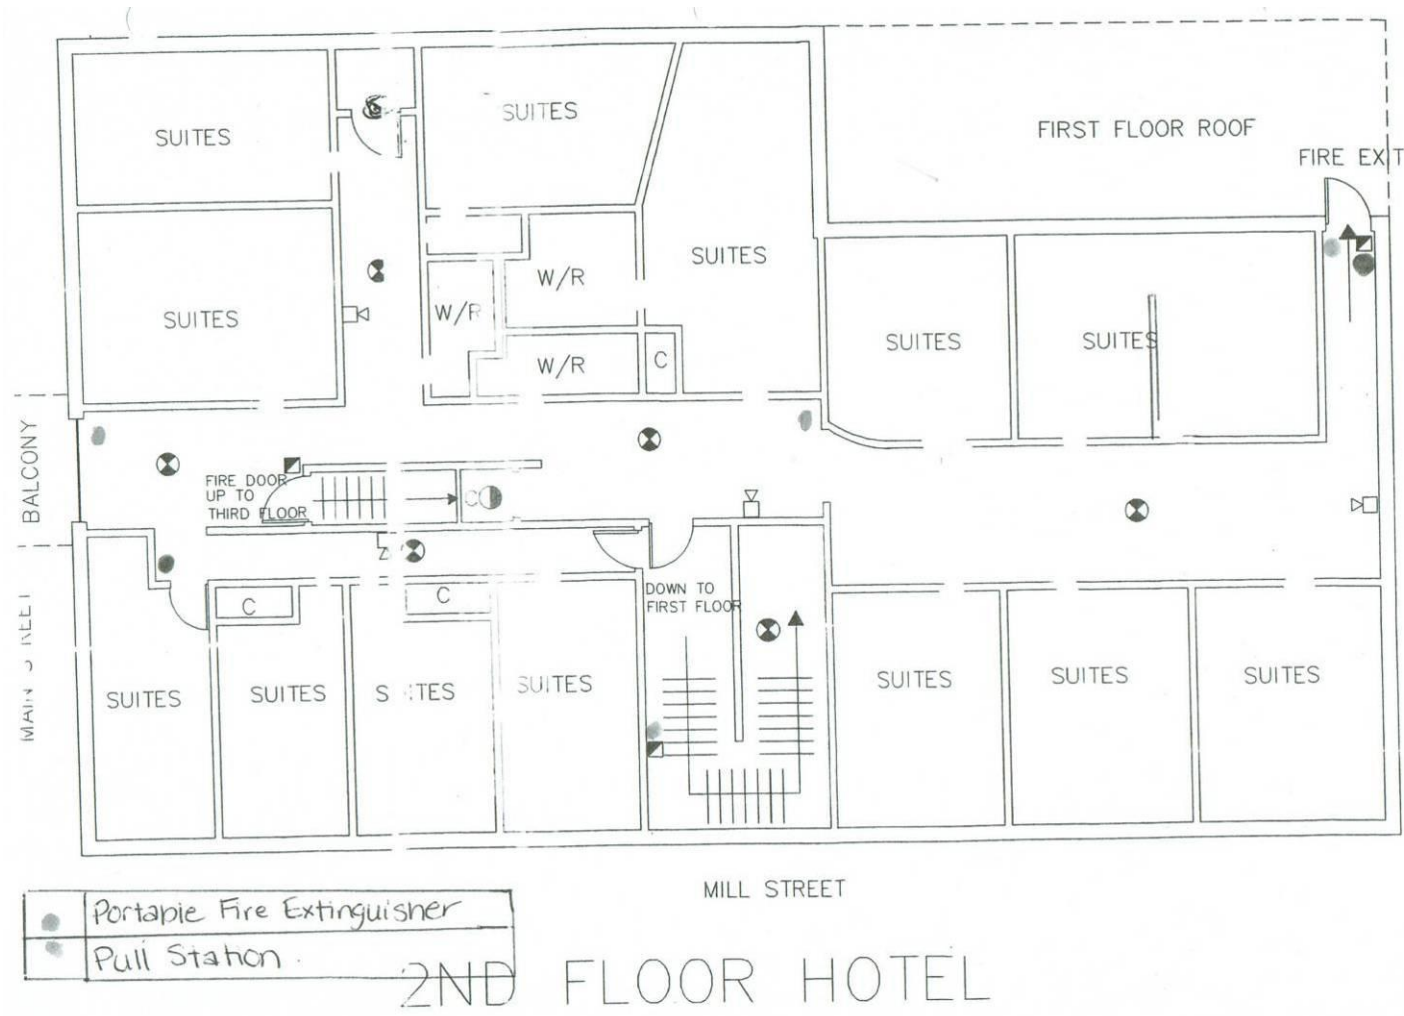 SUITES
SUITES
FIRST FLOOR ROOF
FIRE EXIT
SUITES
SUITES
W/R
W/R
SUITES
SUITES
SUITES
W/R
C
BALCONY
FIRE DOOR
UP TO
THIRD FLOOR
C
DOWN TO
FIRST FLOOR
C
C
MAIN
SUITES
SUITES
SUITES
SUITES
SUITES
SUITES
MILL STREET
Portable Fire Extinguisher
Pull Station
2ND FLOOR HOTEL